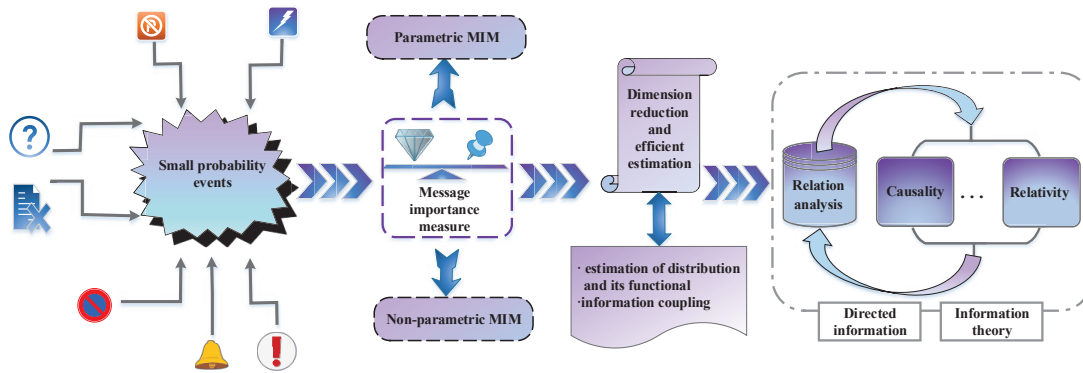 Small probability
events
Parametric MIM
Message
importance
measure
Non-parametric MIM
Dimension
reduction
and
efficient
estimation
· estimation of distribution
and its functional
·information coupling
Relation
analysis
Causality
...
Relativity
Directed
information
Information
theory